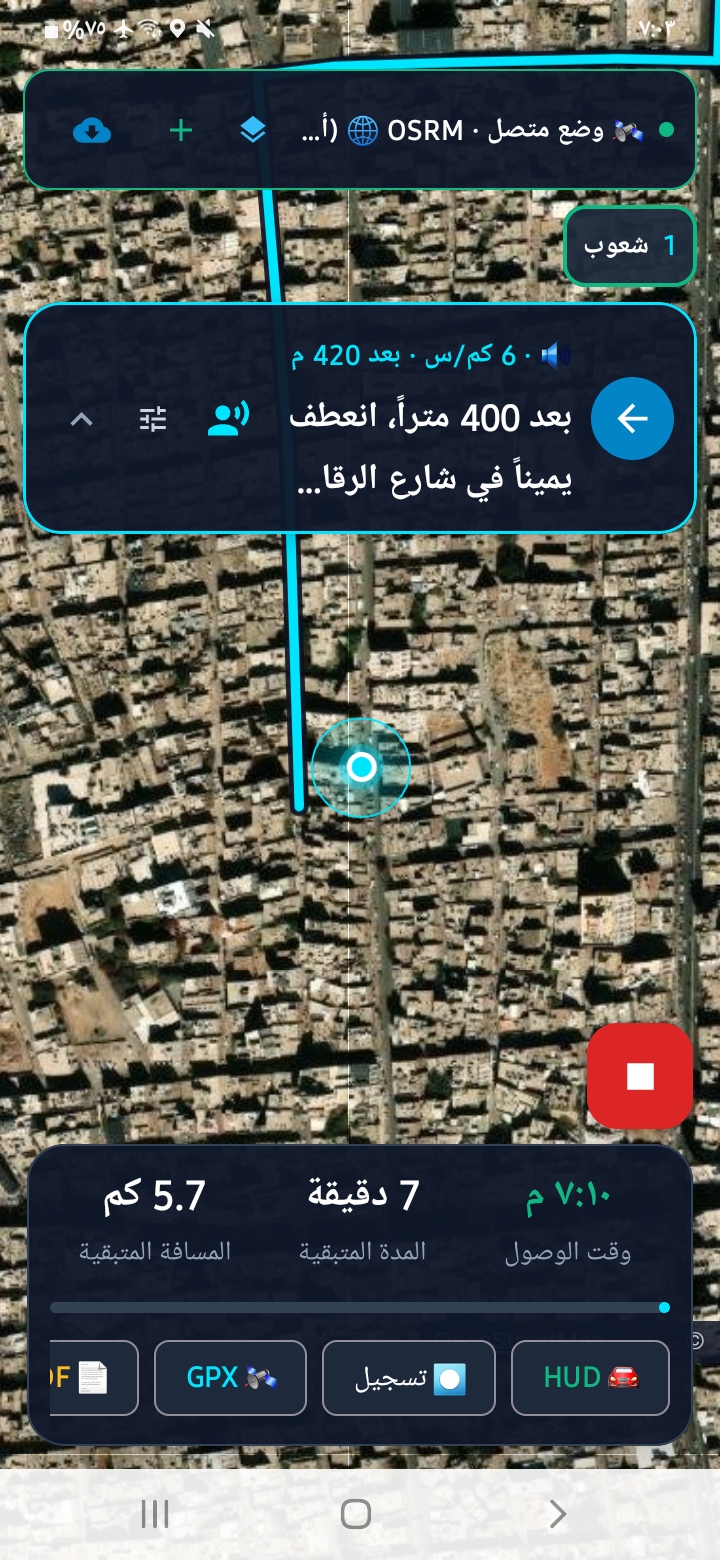 %٧٥ ٧:٠٣
وضع متصل · OSRM (أ...
1 شعوب
· 6 كم/س · بعد 420 م
بعد 400 متراً، انعطف
يميناً في شارع الرقا...
٧:١٠ م 7 دقيقة 5.7 كم
وقت الوصول المدة المتبقية المسافة المتبقية
©
HUD تسجيل GPX